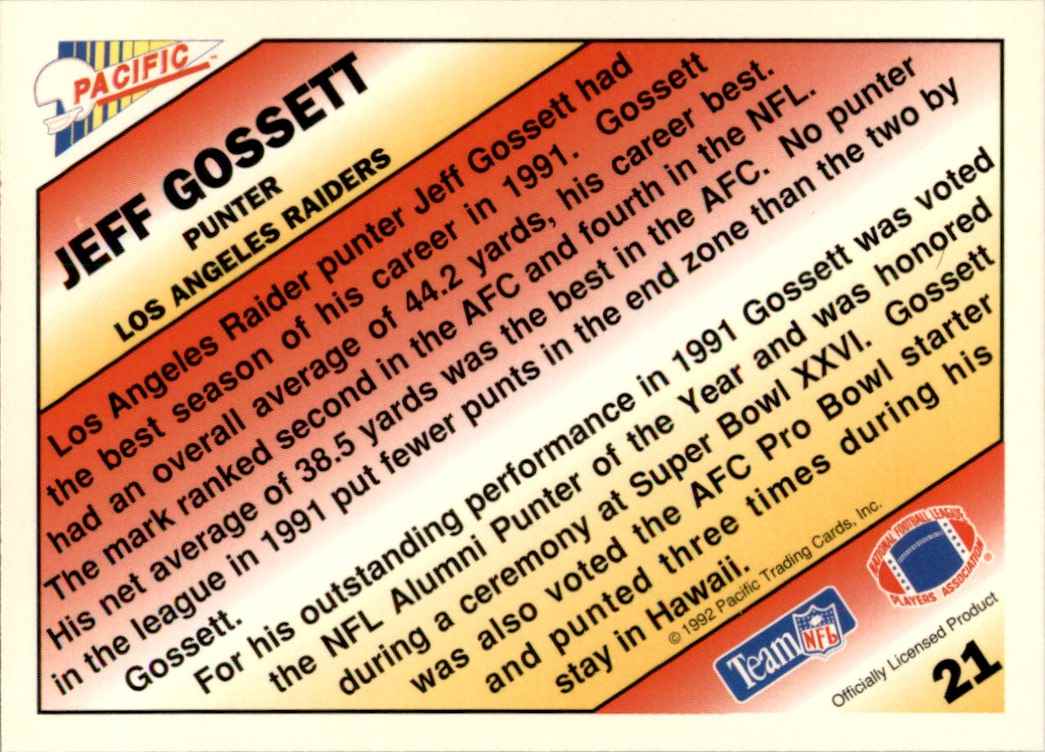 PACIFIC™
JEFF GOSSETT
PUNTER
LOS ANGELES RAIDERS
Los Angeles Raider punter Jeff Gossett had
the best season of his career in 1991. Gossett
had an overall average of 44.2 yards, his career best.
The mark ranked second in the AFC and fourth in the NFL.
His net average of 38.5 yards was the best in the AFC. No punter
in the league in 1991 put fewer punts in the end zone than the two by
Gossett.
For his outstanding performance in 1991 Gossett was voted
the NFL Alumni Punter of the Year and was honored
during a ceremony at Super Bowl XXVI. Gossett
was also voted the AFC Pro Bowl starter
and punted three times during his
stay in Hawaii.
© 1992 Pacific Trading Cards, Inc.
Team NFL
NATIONAL FOOTBALL LEAGUE
PLAYERS ASSOCIATION
®
Officially Licensed Product
21